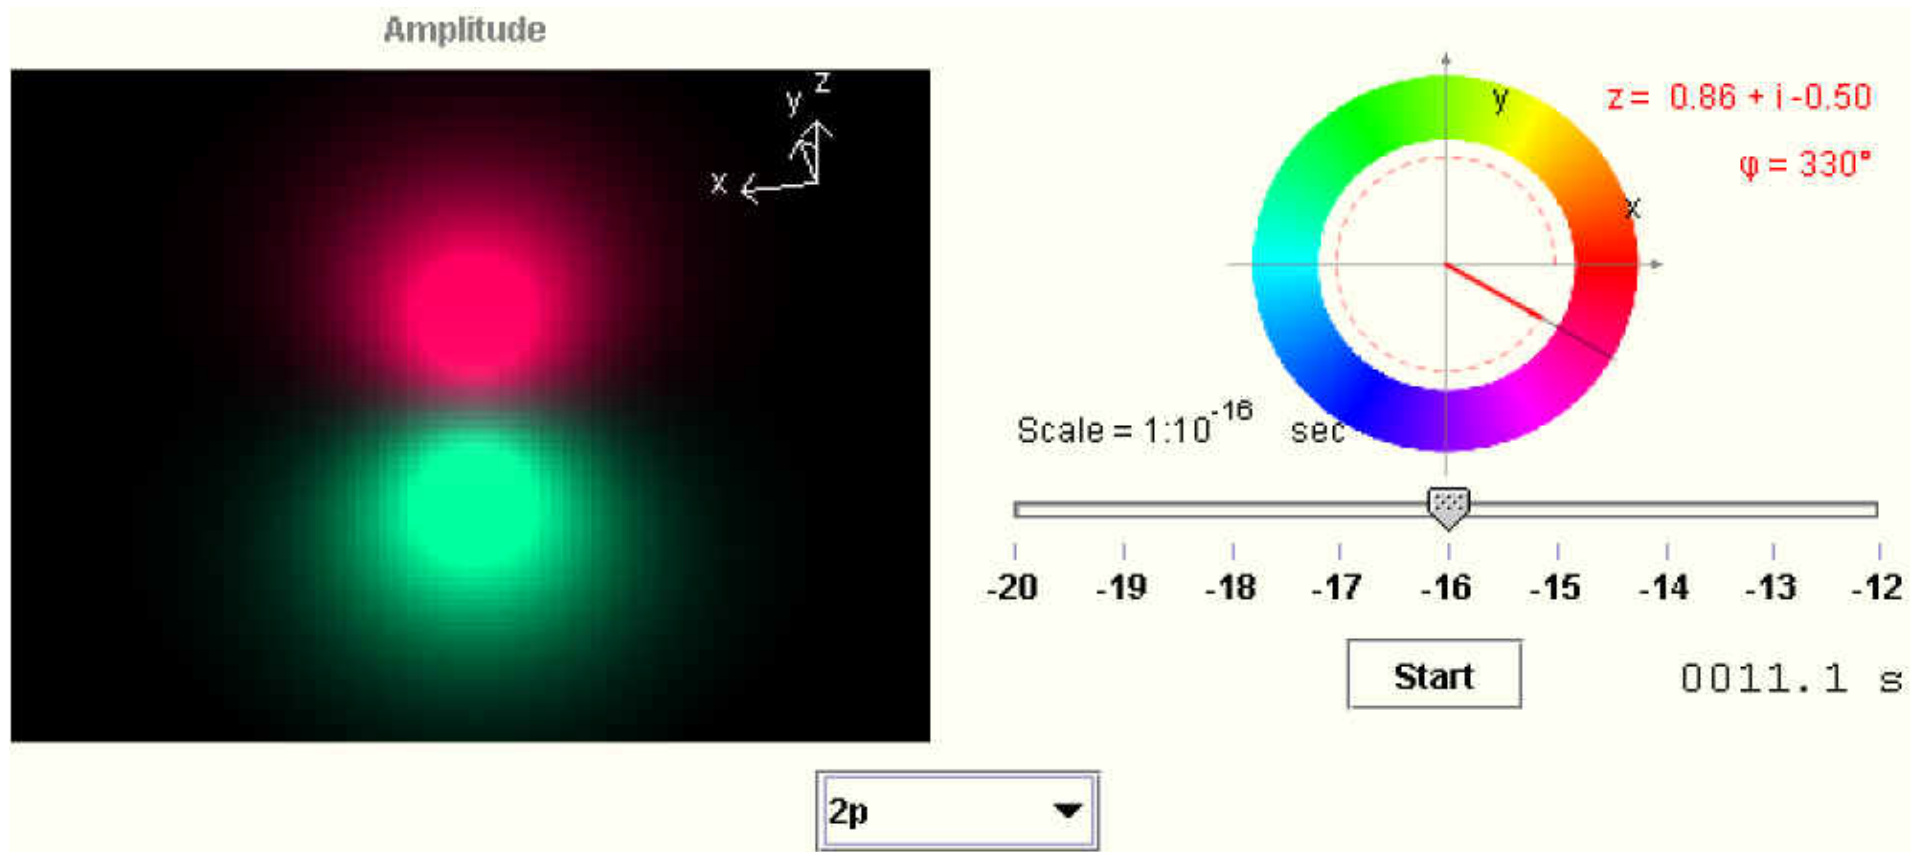 Amplitude
z
y
x
y
x
z = 0.86 + i -0.50
φ = 330°
Scale = 1:10^-16 sec
-20 -19 -18 -17 -16 -15 -14 -13 -12
Start
0011.1 s
2p